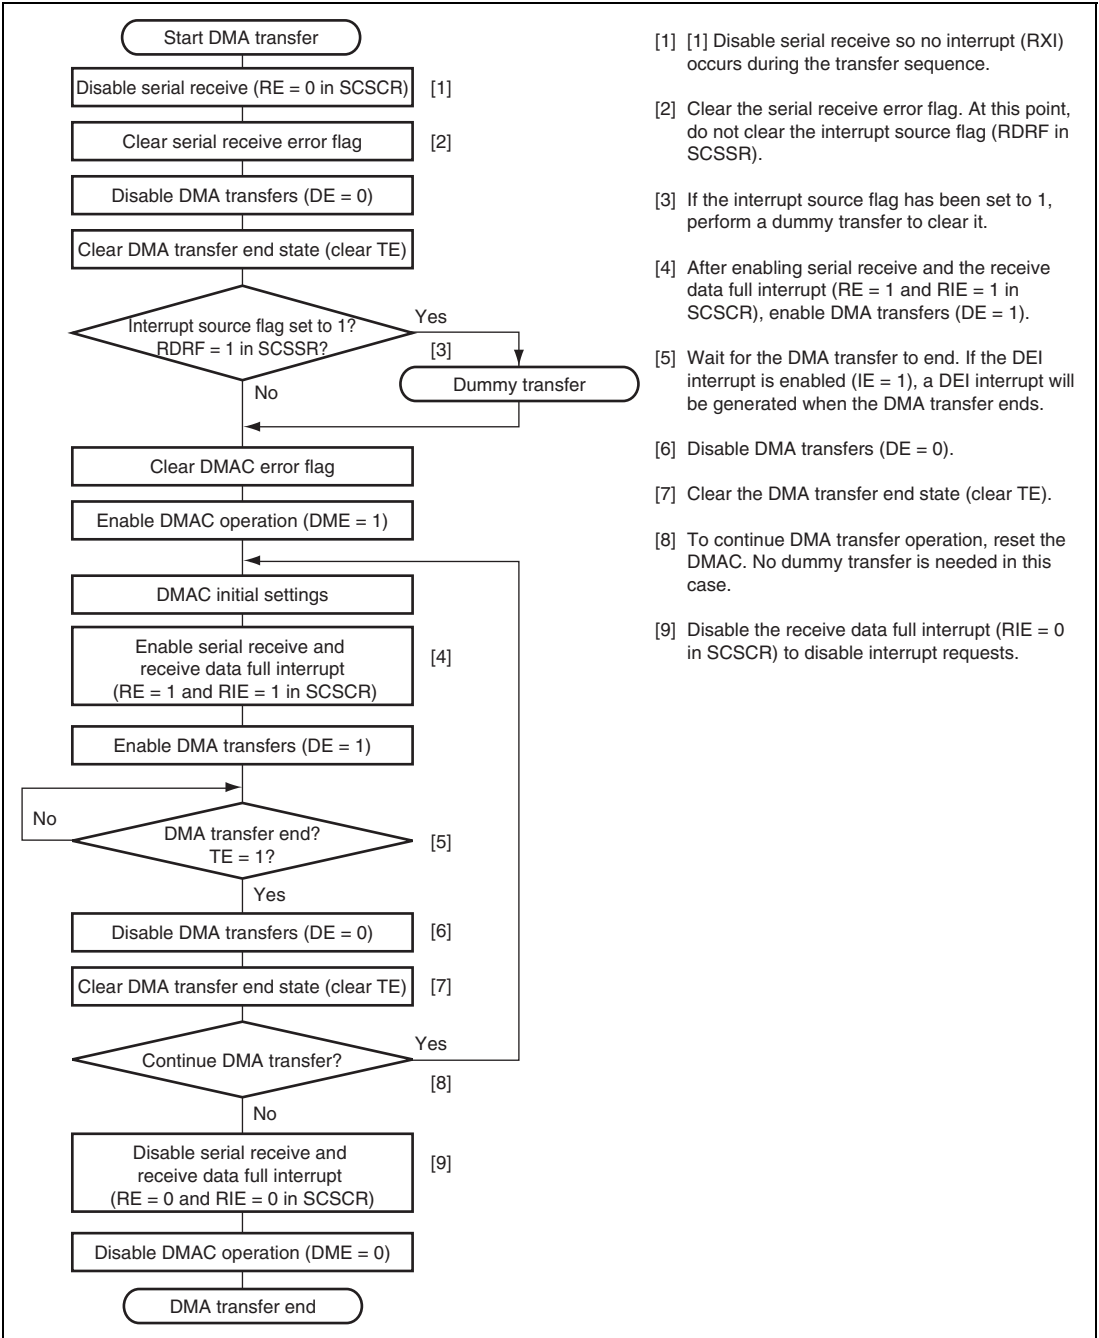 Start DMA transfer
Disable serial receive (RE = 0 in SCSCR)
[1]
Clear serial receive error flag
[2]
Disable DMA transfers (DE = 0)
Clear DMA transfer end state (clear TE)
Interrupt source flag set to 1?
RDRF = 1 in SCSSR?
Yes
[3]
Dummy transfer
No
Clear DMAC error flag
Enable DMAC operation (DME = 1)
DMAC initial settings
Enable serial receive and
receive data full interrupt
(RE = 1 and RIE = 1 in SCSCR)
[4]
Enable DMA transfers (DE = 1)
No
DMA transfer end?
TE = 1?
[5]
Yes
Disable DMA transfers (DE = 0)
[6]
Clear DMA transfer end state (clear TE)
[7]
Continue DMA transfer?
Yes
[8]
No
Disable serial receive and
receive data full interrupt
(RE = 0 and RIE = 0 in SCSCR)
[9]
Disable DMAC operation (DME = 0)
DMA transfer end
[1] [1] Disable serial receive so no interrupt (RXI)
occurs during the transfer sequence.
[2] Clear the serial receive error flag. At this point,
do not clear the interrupt source flag (RDRF in
SCSSR).
[3] If the interrupt source flag has been set to 1,
perform a dummy transfer to clear it.
[4] After enabling serial receive and the receive
data full interrupt (RE = 1 and RIE = 1 in
SCSCR), enable DMA transfers (DE = 1).
[5] Wait for the DMA transfer to end. If the DEI
interrupt is enabled (IE = 1), a DEI interrupt will
be generated when the DMA transfer ends.
[6] Disable DMA transfers (DE = 0).
[7] Clear the DMA transfer end state (clear TE).
[8] To continue DMA transfer operation, reset the
DMAC. No dummy transfer is needed in this
case.
[9] Disable the receive data full interrupt (RIE = 0
in SCSCR) to disable interrupt requests.